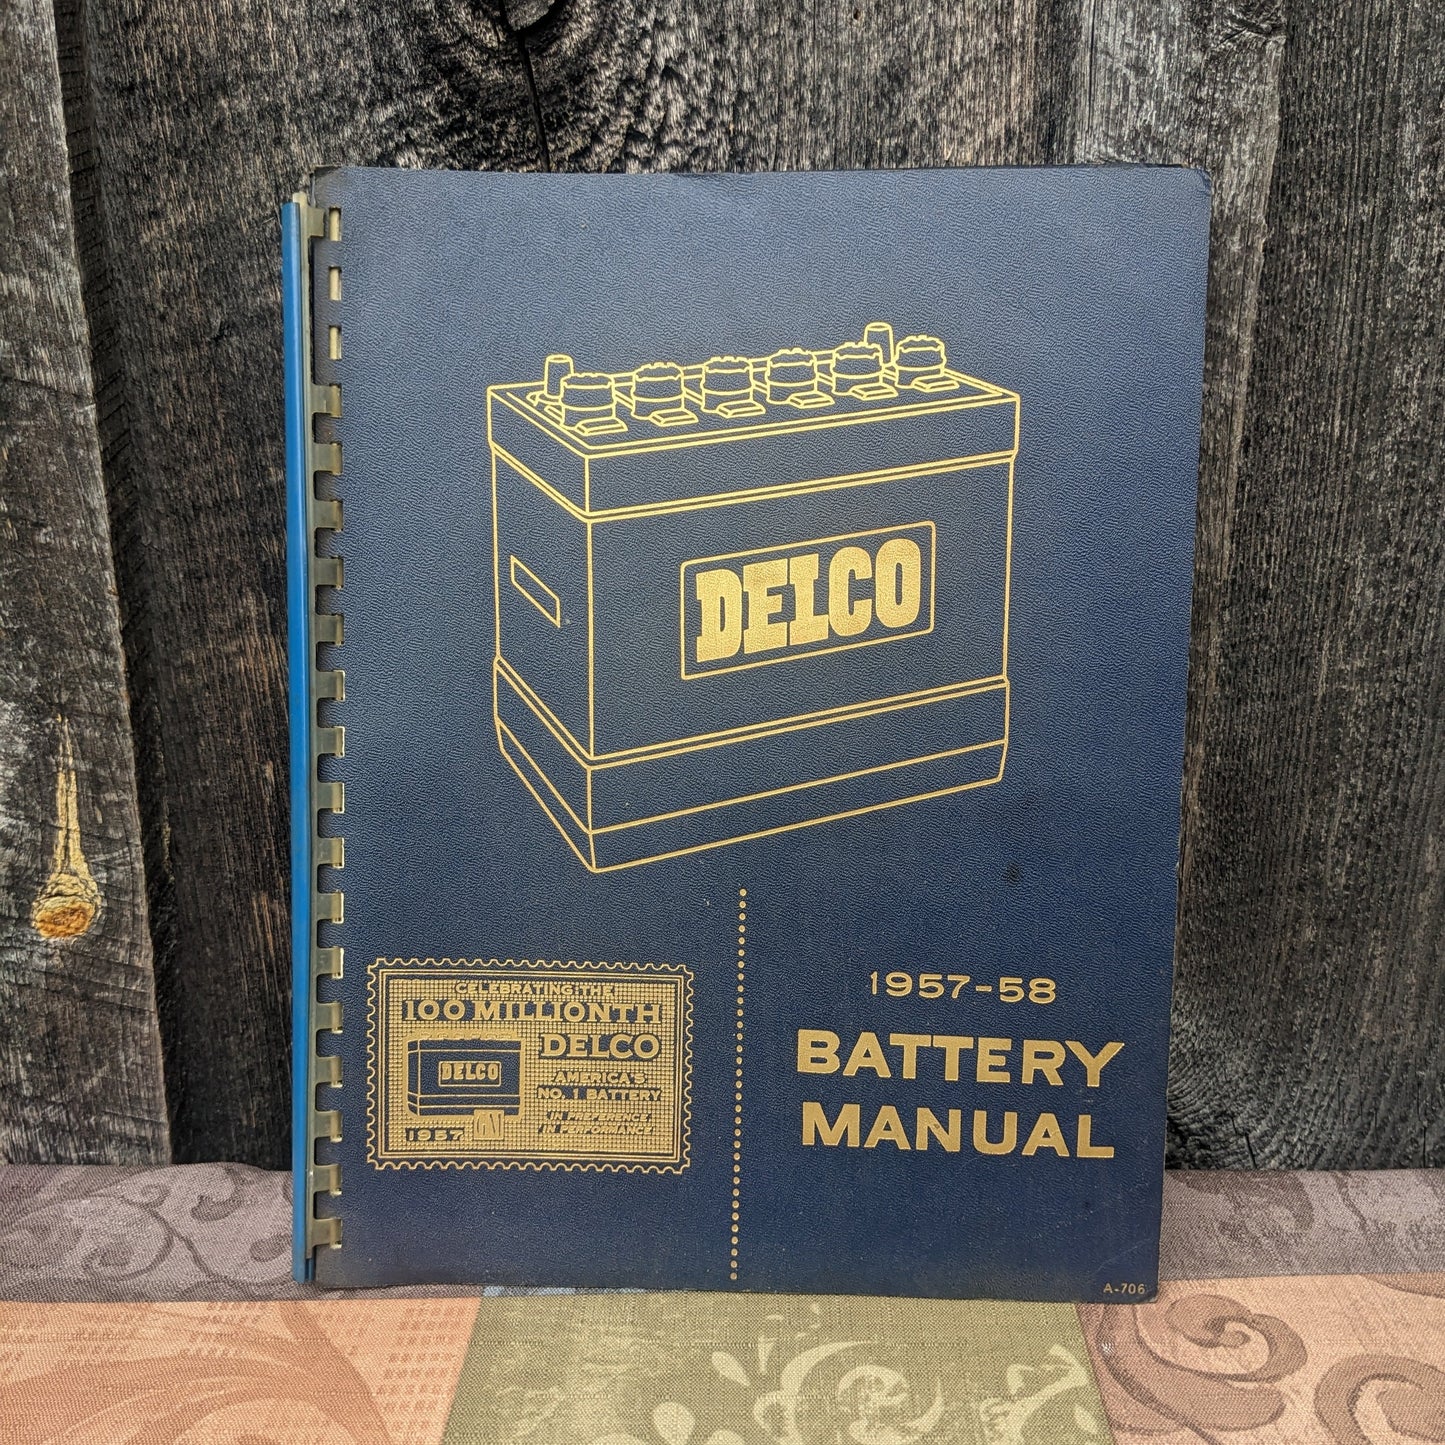 DELCO
CELEBRATING THE
100 MILLIONTH
DELCO
DELCO
AMERICA'S
NO. 1 BATTERY
IN PREFERENCE
IN PERFORMANCE
1957
1957-58
BATTERY
MANUAL
A-706